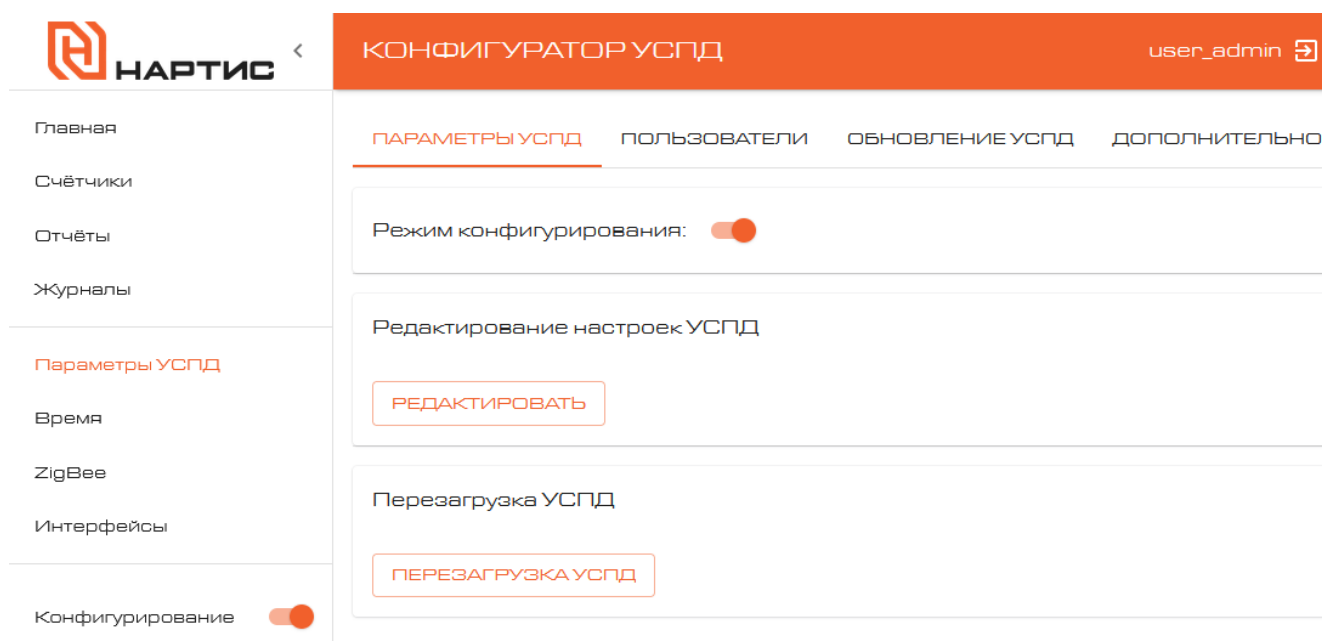 НАРТИС
КОНФИГУРАТОР УСПД
user_admin
Главная
Счётчики
Отчёты
Журналы
Параметры УСПД
Время
ZigBee
Интерфейсы
Конфигурирование
ПАРАМЕТРЫ УСПД ПОЛЬЗОВАТЕЛИ ОБНОВЛЕНИЕ УСПД ДОПОЛНИТЕЛЬНО
Режим конфигурирования:
Редактирование настроек УСПД
РЕДАКТИРОВАТЬ
Перезагрузка УСПД
ПЕРЕЗАГРУЗКА УСПД